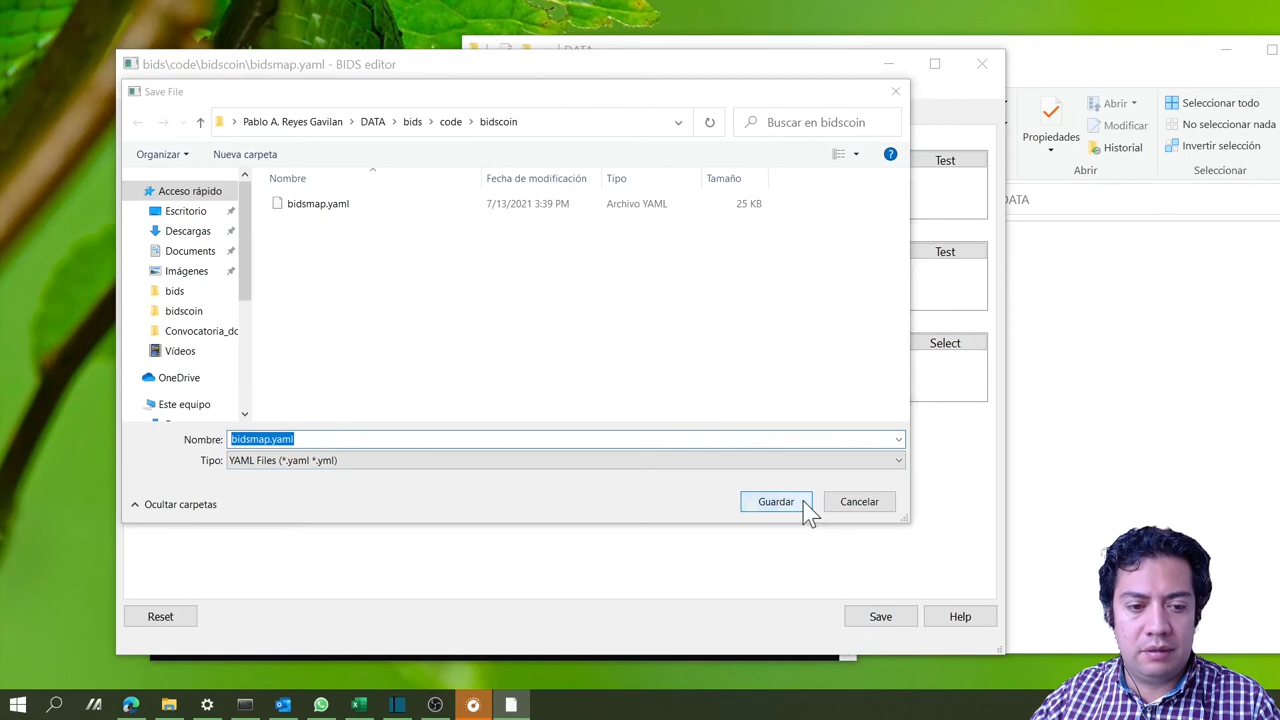 DATA
bids\code\bidscoin\bidsmap.yaml - BIDS editor
Save File
Pablo A. Reyes Gavilan > DATA > bids > code > bidscoin
Buscar en bidscoin
Organizar
Nueva carpeta
Nombre
Fecha de modificación
Tipo
Tamaño
Acceso rápido
bidsmap.yaml
7/13/2021 3:39 PM
Archivo YAML
25 KB
Escritorio
Descargas
Documents
Imágenes
bids
bidscoin
Convocatoria_do
Vídeos
OneDrive
Este equipo
Nombre:
bidsmap.yaml
Tipo:
YAML Files (*.yaml *.yml)
Ocultar carpetas
Guardar
Cancelar
Test
Test
Select
Reset
Save
Help
Propiedades
Abrir
Modificar
Historial
Abrir
Seleccionar todo
No seleccionar nada
Invertir selección
Seleccionar
DATA